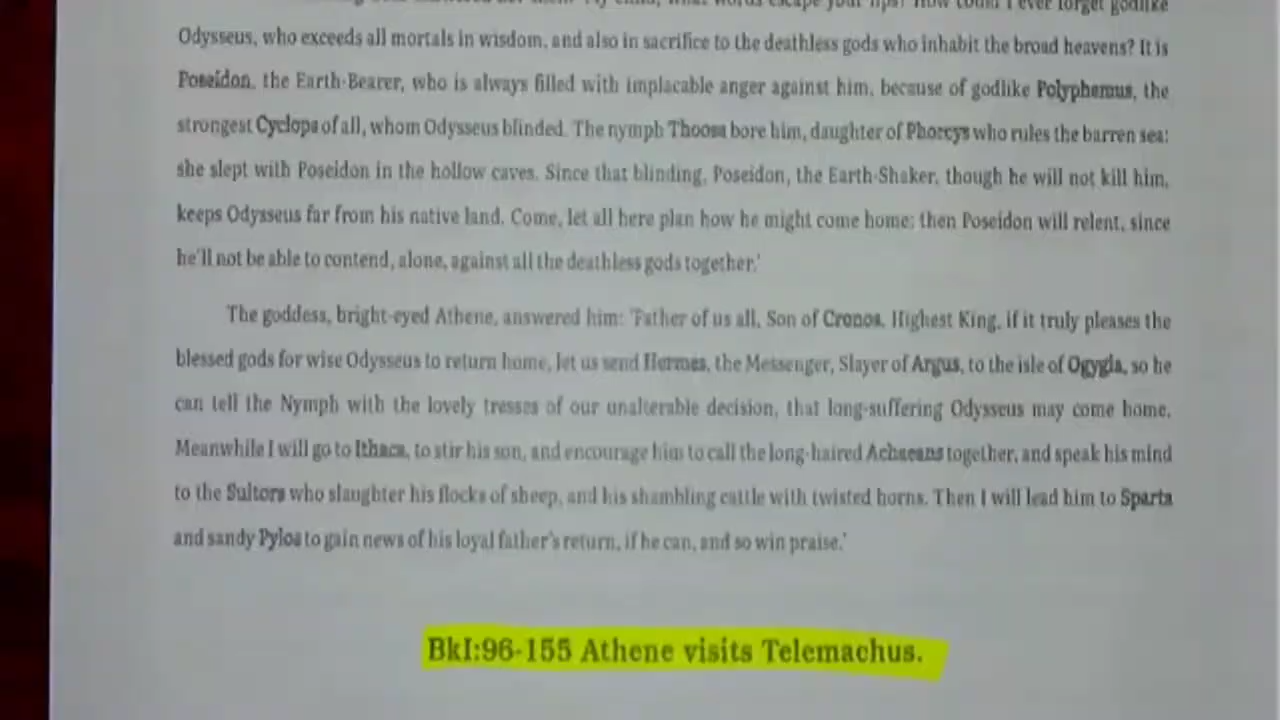 My child, what words escape your lips? How could I ever forget godlike
Odysseus, who exceeds all mortals in wisdom, and also in sacrifice to the deathless gods who inhabit the broad heavens? It is
Poseidon, the Earth-Bearer, who is always filled with implacable anger against him, because of godlike Polyphemus, the
strongest Cyclops of all, whom Odysseus blinded. The nymph Thoosa bore him, daughter of Phorcys who rules the barren sea:
she slept with Poseidon in the hollow caves. Since that blinding, Poseidon, the Earth-Shaker, though he will not kill him,
keeps Odysseus far from his native land. Come, let all here plan how he might come home: then Poseidon will relent, since
he'll not be able to contend, alone, against all the deathless gods together.'
The goddess, bright-eyed Athene, answered him: 'Father of us all, Son of Cronos, Highest King, if it truly pleases the
blessed gods for wise Odysseus to return home, let us send Hermes, the Messenger, Slayer of Argus, to the isle of Ogygia, so he
can tell the Nymph with the lovely tresses of our unalterable decision, that long-suffering Odysseus may come home.
Meanwhile I will go to Ithaca, to stir his son, and encourage him to call the long-haired Achaeans together, and speak his mind
to the Suitors who slaughter his flocks of sheep, and his shambling cattle with twisted horns. Then I will lead him to Sparta
and sandy Pylos to gain news of his loyal father's return, if he can, and so win praise.'
BkI:96-155 Athene visits Telemachus.